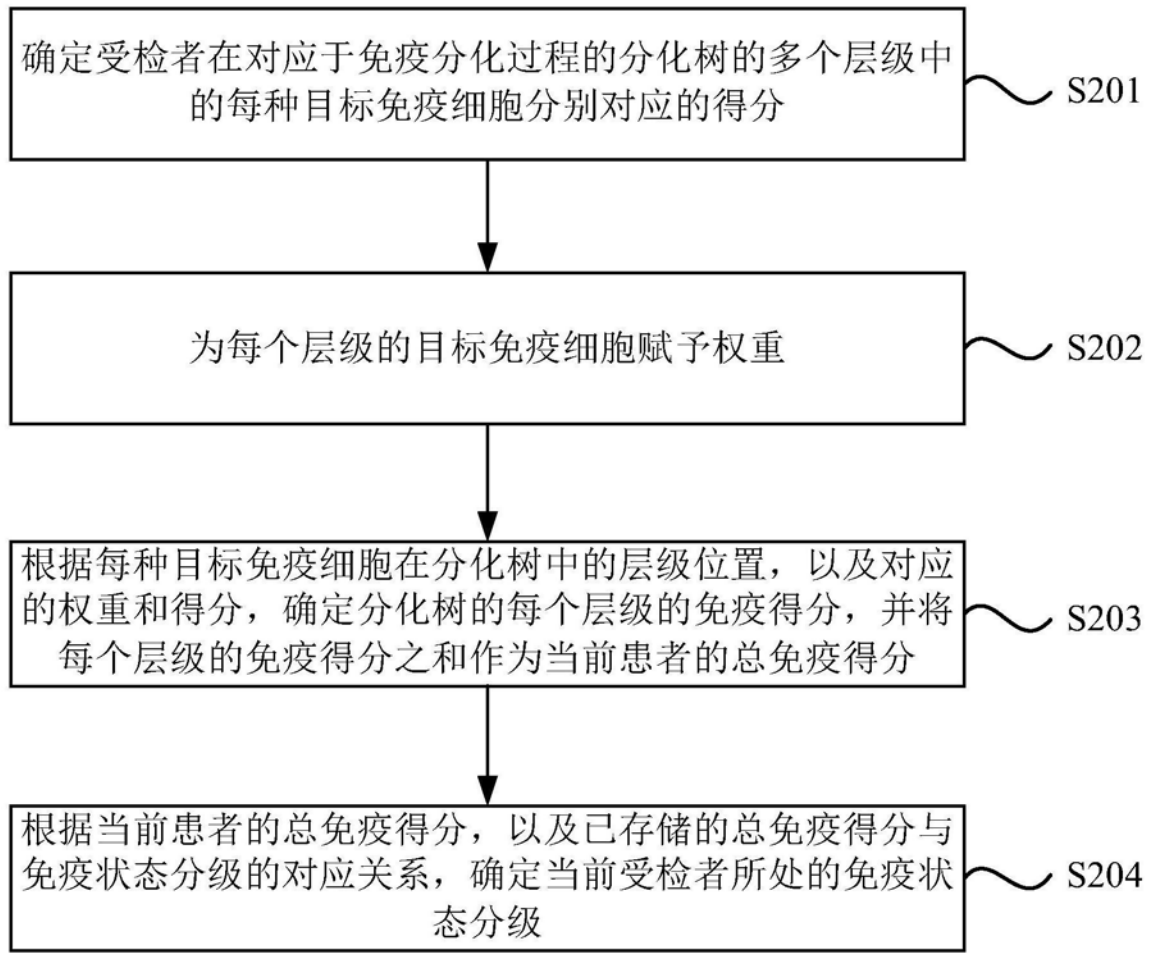 确定受检者在对应于免疫分化过程的分化树的多个层级中
的每种目标免疫细胞分别对应的得分
S201
为每个层级的目标免疫细胞赋予权重
S202
根据每种目标免疫细胞在分化树中的层级位置，以及对应
的权重和得分，确定分化树的每个层级的免疫得分，并将
每个层级的免疫得分之和作为当前患者的总免疫得分
S203
根据当前患者的总免疫得分，以及已存储的总免疫得分与
免疫状态分级的对应关系，确定当前受检者所处的免疫状
态分级
S204